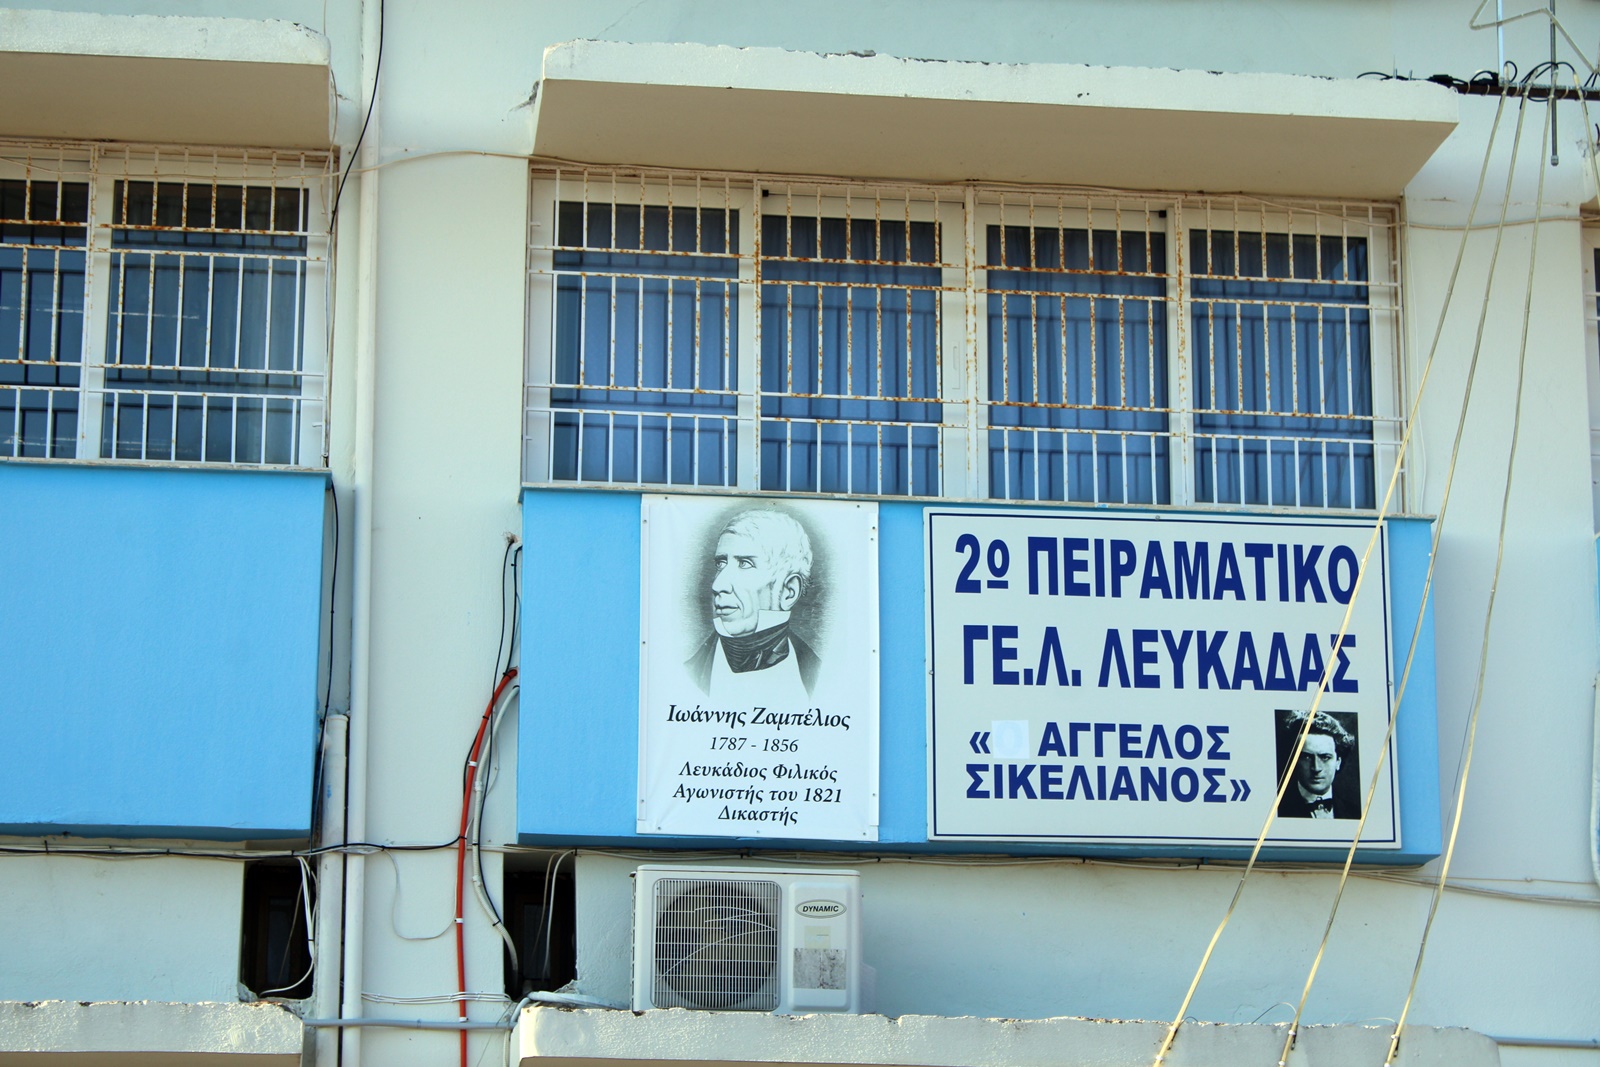 Ιωάννης Ζαμπέλιος
1787 - 1856
Λευκάδιος Φιλικός
Αγωνιστής του 1821
Δικαστής
2ο ΠΕΙΡΑΜΑΤΙΚΟ
ΓΕ.Λ. ΛΕΥΚΑΔΑΣ
« ΑΓΓΕΛΟΣ
ΣΙΚΕΛΙΑΝΟΣ»
DYNAMIC